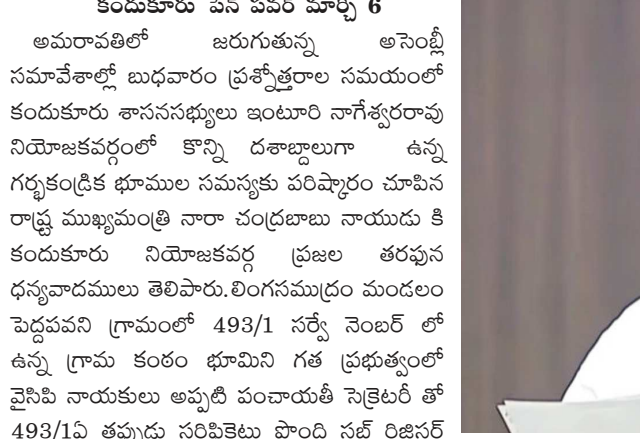 కందుకూరు పెన్ పవర్ మార్చి 6
అమరావతిలో జరుగుతున్న అసెంబ్లీ
సమావేశాల్లో బుధవారం ప్రశ్నోత్తరాల సమయంలో
కందుకూరు శాసనసభ్యులు ఇంటూరి నాగేశ్వరరావు
నియోజకవర్గంలో కొన్ని దశాబ్దాలుగా ఉన్న
గర్భకండ్రిక భూముల సమస్యకు పరిష్కారం చూపిన
రాష్ట్ర ముఖ్యమంత్రి నారా చంద్రబాబు నాయుడు కి
కందుకూరు నియోజకవర్గ ప్రజల తరఫున
ధన్యవాదములు తెలిపారు.లింగసముద్రం మండలం
పెద్దపవని గ్రామంలో 493/1 సర్వే నెంబర్ లో
ఉన్న గ్రామ కంఠం భూమిని గత ప్రభుత్వంలో
వైసిపి నాయకులు అప్పటి పంచాయతీ సెక్రెటరీ తో
493/1ఏ తప్పుడు సర్టిఫికెట్లు పొంది సబ్ రిజిస్టర్